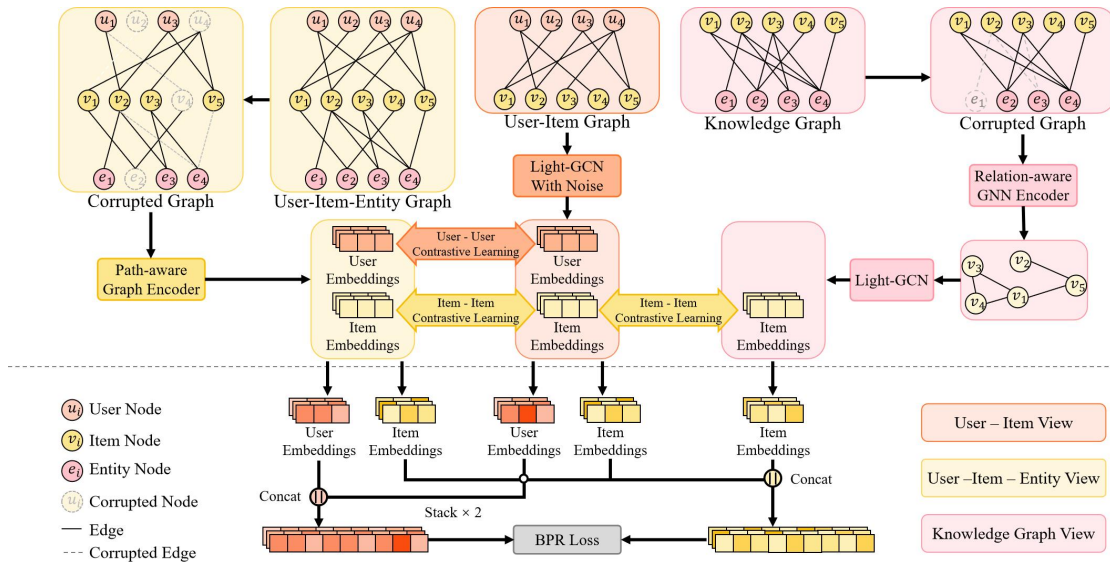 u1 u2 u3 u4
v1 v2 v3 v4 v5
e1 e2 e3 e4
Corrupted Graph
u1 u2 u3 u4
v1 v2 v3 v4 v5
e1 e2 e3 e4
User-Item-Entity Graph
u1 u2 u3 u4
v1 v2 v3 v4 v5
User-Item Graph
v1 v2 v3 v4 v5
e1 e2 e3 e4
Knowledge Graph
v1 v2 v3 v4 v5
e1 e2 e3 e4
Corrupted Graph
Light-GCN
With Noise
Relation-aware
GNN Encoder
Path-aware
Graph Encoder
User
Embeddings
Item
Embeddings
User - User
Contrastive Learning
Item - Item
Contrastive Learning
User
Embeddings
Item
Embeddings
Item - Item
Contrastive Learning
Item
Embeddings
Light-GCN
v3 v2
v4 v1 v5
ui User Node
vi Item Node
ei Entity Node
ui Corrupted Node
Edge
Corrupted Edge
User
Embeddings
Item
Embeddings
User
Embeddings
Item
Embeddings
Item
Embeddings
Concat ||
|| Concat
Stack × 2
BPR Loss
User – Item View
User –Item – Entity View
Knowledge Graph View